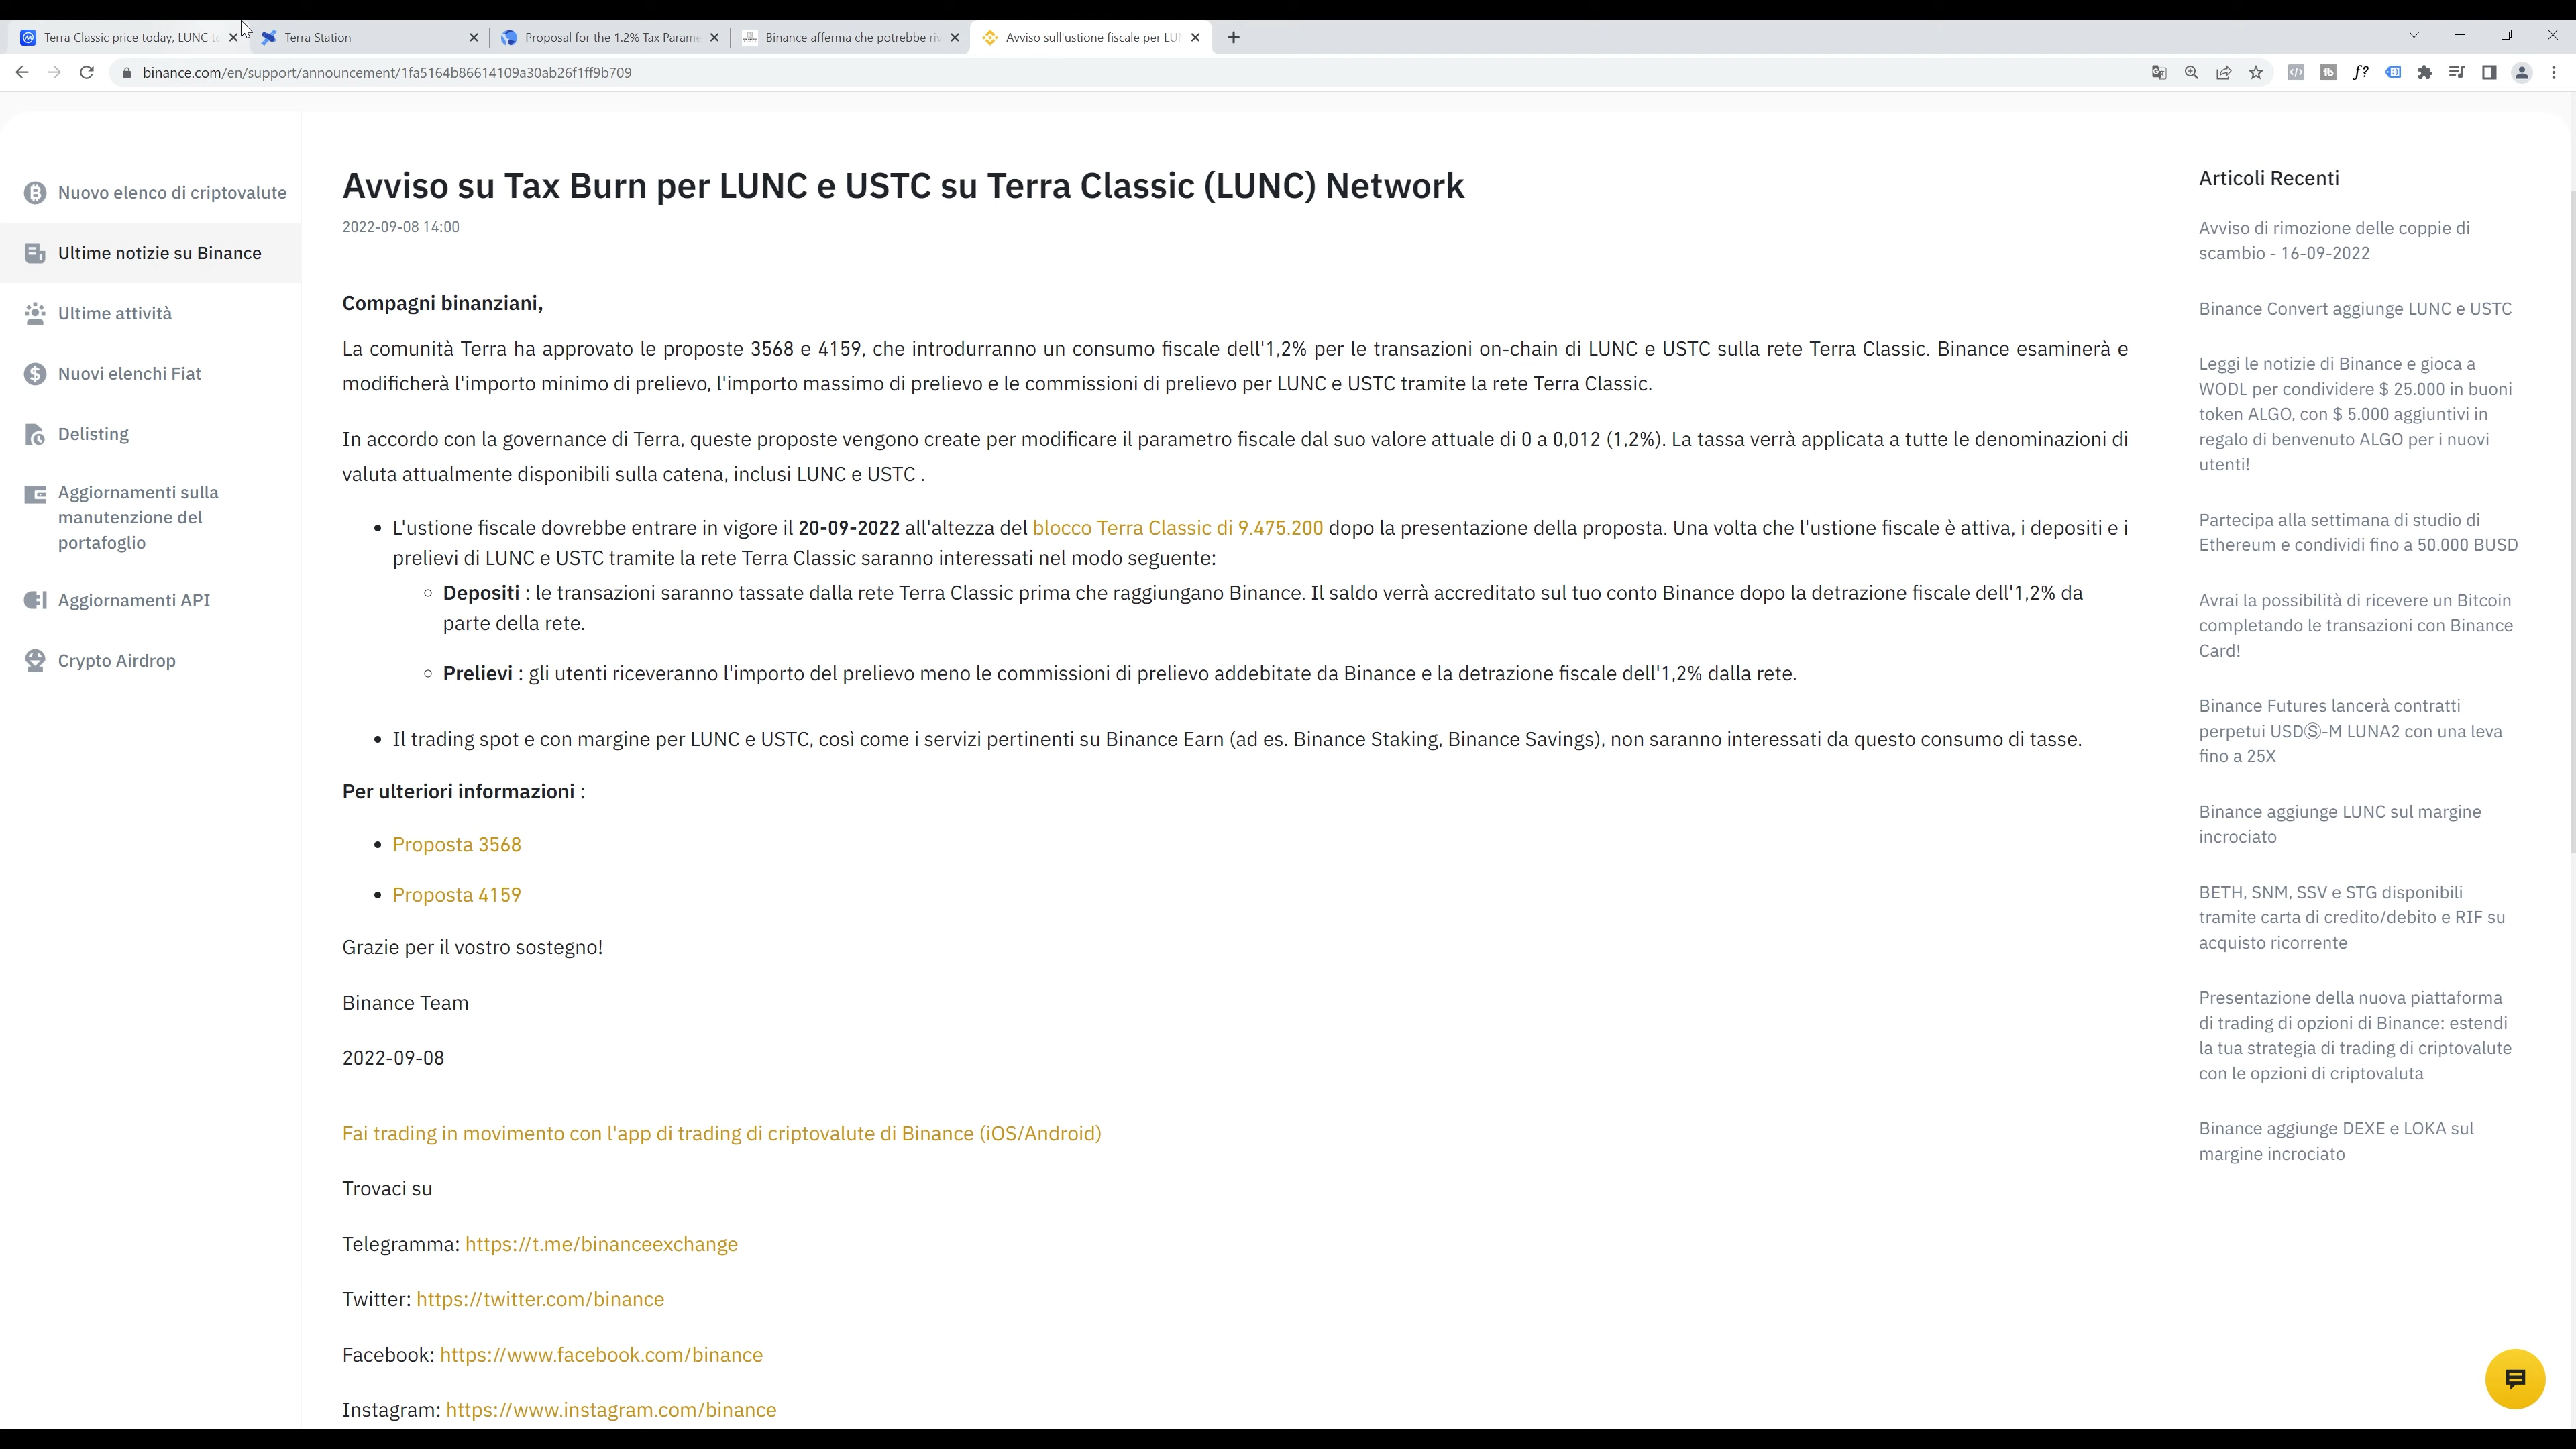 Terra Classic price today, LUNC to
Terra Station
Proposal for the 1.2% Tax Parame
Binance afferma che potrebbe riv
Avviso sull'ustione fiscale per LUN
binance.com/en/support/announcement/1fa5164b86614109a30ab26f1ff9b709
Nuovo elenco di criptovalute
Ultime notizie su Binance
Ultime attività
Nuovi elenchi Fiat
Delisting
Aggiornamenti sulla
manutenzione del
portafoglio
Aggiornamenti API
Crypto Airdrop
Avviso su Tax Burn per LUNC e USTC su Terra Classic (LUNC) Network
2022-09-08 14:00
Compagni binanziani,
La comunità Terra ha approvato le proposte 3568 e 4159, che introdurranno un consumo fiscale dell'1,2% per le transazioni on-chain di LUNC e USTC sulla rete Terra Classic. Binance esaminerà e
modificherà l'importo minimo di prelievo, l'importo massimo di prelievo e le commissioni di prelievo per LUNC e USTC tramite la rete Terra Classic.
In accordo con la governance di Terra, queste proposte vengono create per modificare il parametro fiscale dal suo valore attuale di 0 a 0,012 (1,2%). La tassa verrà applicata a tutte le denominazioni di
valuta attualmente disponibili sulla catena, inclusi LUNC e USTC .
• L'ustione fiscale dovrebbe entrare in vigore il 20-09-2022 all'altezza del blocco Terra Classic di 9.475.200 dopo la presentazione della proposta. Una volta che l'ustione fiscale è attiva, i depositi e i
prelievi di LUNC e USTC tramite la rete Terra Classic saranno interessati nel modo seguente:
◦ Depositi : le transazioni saranno tassate dalla rete Terra Classic prima che raggiungano Binance. Il saldo verrà accreditato sul tuo conto Binance dopo la detrazione fiscale dell'1,2% da
parte della rete.
◦ Prelievi : gli utenti riceveranno l'importo del prelievo meno le commissioni di prelievo addebitate da Binance e la detrazione fiscale dell'1,2% dalla rete.
• Il trading spot e con margine per LUNC e USTC, così come i servizi pertinenti su Binance Earn (ad es. Binance Staking, Binance Savings), non saranno interessati da questo consumo di tasse.
Per ulteriori informazioni :
• Proposta 3568
• Proposta 4159
Grazie per il vostro sostegno!
Binance Team
2022-09-08
Fai trading in movimento con l'app di trading di criptovalute di Binance (iOS/Android)
Trovaci su
Telegramma: https://t.me/binanceexchange
Twitter: https://twitter.com/binance
Facebook: https://www.facebook.com/binance
Instagram: https://www.instagram.com/binance
Articoli Recenti
Avviso di rimozione delle coppie di
scambio - 16-09-2022
Binance Convert aggiunge LUNC e USTC
Leggi le notizie di Binance e gioca a
WODL per condividere $ 25.000 in buoni
token ALGO, con $ 5.000 aggiuntivi in
regalo di benvenuto ALGO per i nuovi
utenti!
Partecipa alla settimana di studio di
Ethereum e condividi fino a 50.000 BUSD
Avrai la possibilità di ricevere un Bitcoin
completando le transazioni con Binance
Card!
Binance Futures lancerà contratti
perpetui USDⓈ-M LUNA2 con una leva
fino a 25X
Binance aggiunge LUNC sul margine
incrociato
BETH, SNM, SSV e STG disponibili
tramite carta di credito/debito e RIF su
acquisto ricorrente
Presentazione della nuova piattaforma
di trading di opzioni di Binance: estendi
la tua strategia di trading di criptovalute
con le opzioni di criptovaluta
Binance aggiunge DEXE e LOKA sul
margine incrociato